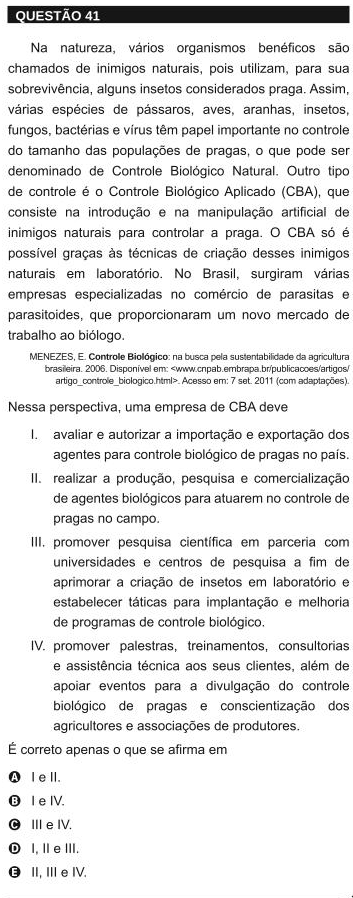 QUESTÃO 41
Na natureza, vários organismos benéficos são
chamados de inimigos naturais, pois utilizam, para sua
sobrevivência, alguns insetos considerados praga. Assim,
várias espécies de pássaros, aves, aranhas, insetos,
fungos, bactérias e vírus têm papel importante no controle
do tamanho das populações de pragas, o que pode ser
denominado de Controle Biológico Natural. Outro tipo
de controle é o Controle Biológico Aplicado (CBA), que
consiste na introdução e na manipulação artificial de
inimigos naturais para controlar a praga. O CBA só é
possível graças às técnicas de criação desses inimigos
naturais em laboratório. No Brasil, surgiram várias
empresas especializadas no comércio de parasitas e
parasitoides, que proporcionaram um novo mercado de
trabalho ao biólogo.
MENEZES, E. Controle Biológico: na busca pela sustentabilidade da agricultura
brasileira. 2006. Disponível em: <www.cnpab.embrapa.br/publicacoes/artigos/
artigo_controle_biologico.html>. Acesso em: 7 set. 2011 (com adaptações).
Nessa perspectiva, uma empresa de CBA deve
I. avaliar e autorizar a importação e exportação dos
agentes para controle biológico de pragas no país.
II. realizar a produção, pesquisa e comercialização
de agentes biológicos para atuarem no controle de
pragas no campo.
III. promover pesquisa científica em parceria com
universidades e centros de pesquisa a fim de
aprimorar a criação de insetos em laboratório e
estabelecer táticas para implantação e melhoria
de programas de controle biológico.
IV. promover palestras, treinamentos, consultorias
e assistência técnica aos seus clientes, além de
apoiar eventos para a divulgação do controle
biológico de pragas e conscientização dos
agricultores e associações de produtores.
É correto apenas o que se afirma em
A I e II.
B I e IV.
C III e IV.
D I, II e III.
E II, III e IV.